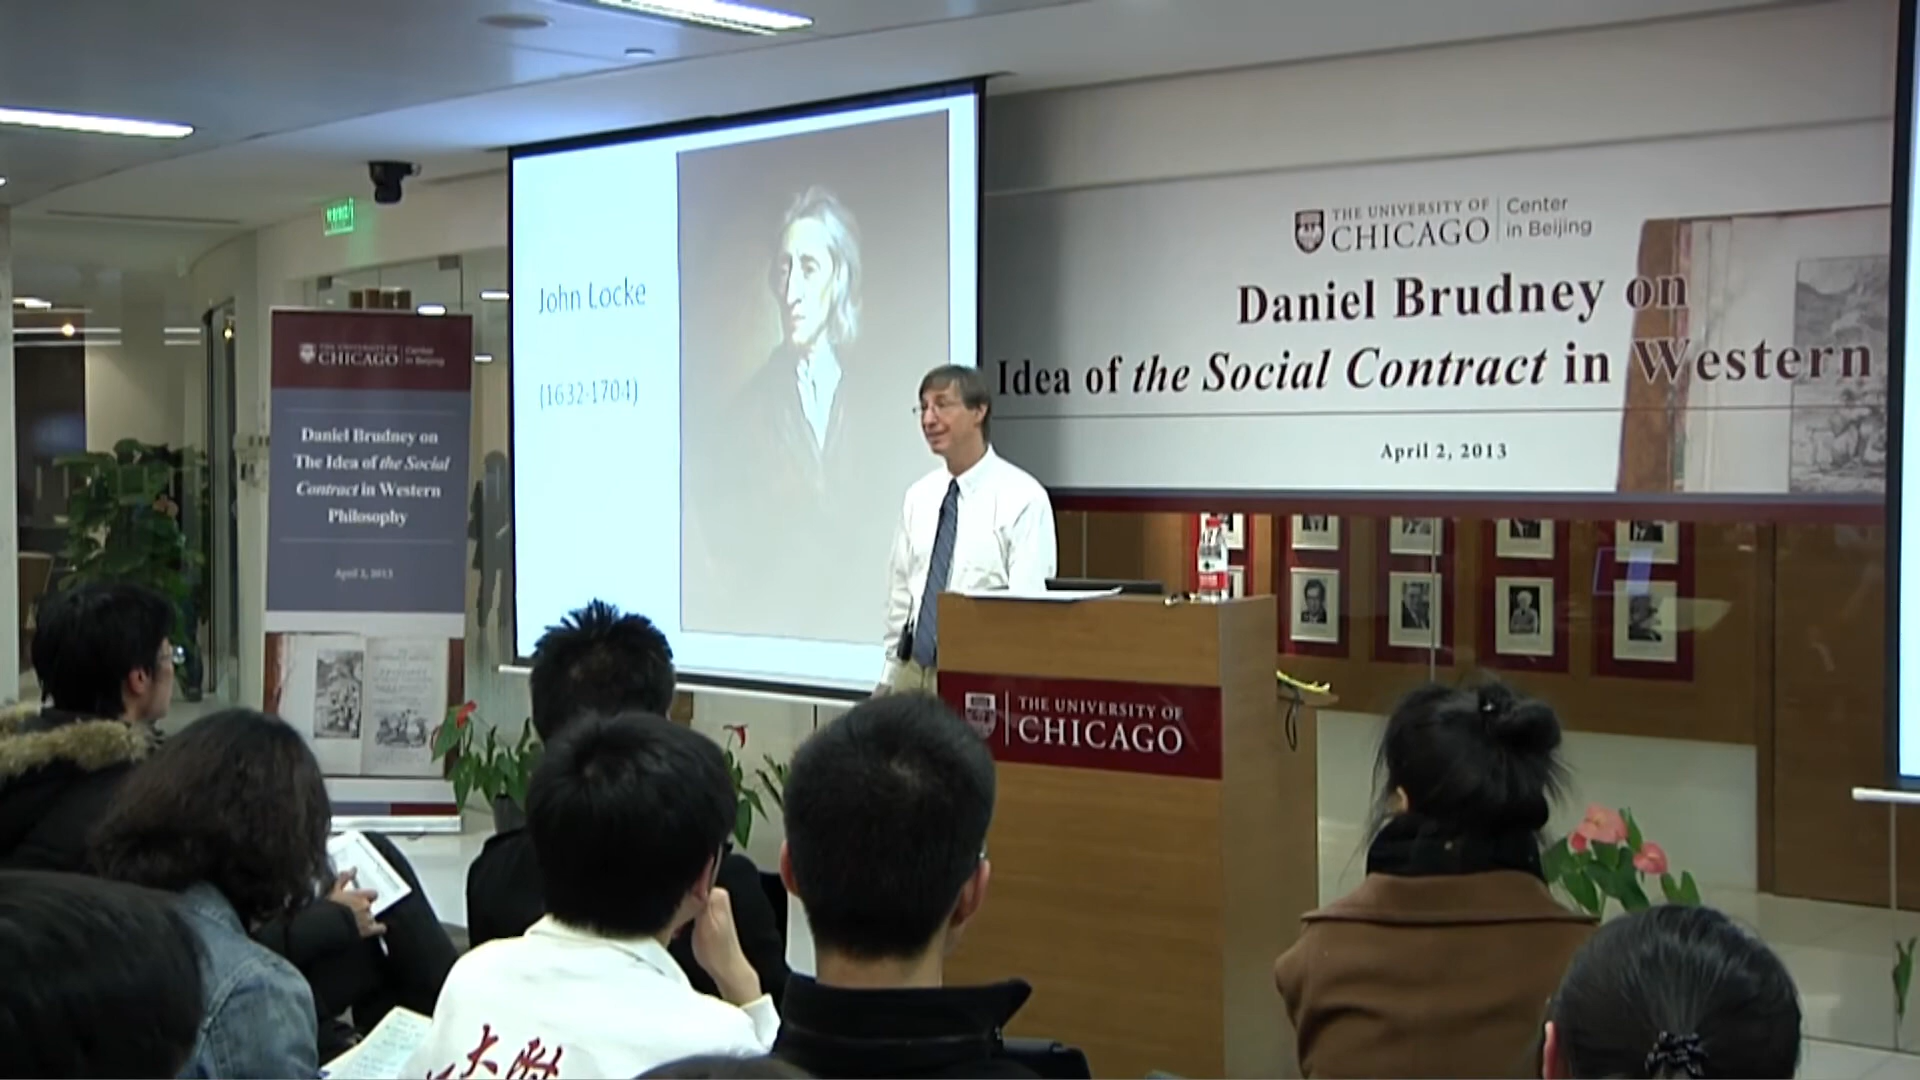 John Locke
(1632-1704)
THE UNIVERSITY OF
CHICAGO
Center
in Beijing
Daniel Brudney on
Idea of the Social Contract in Western
April 2, 2013
THE UNIVERSITY OF
CHICAGO
Center
in Beijing
Daniel Brudney on
The Idea of the Social
Contract in Western
Philosophy
April 2, 2013
THE UNIVERSITY OF
CHICAGO
大附